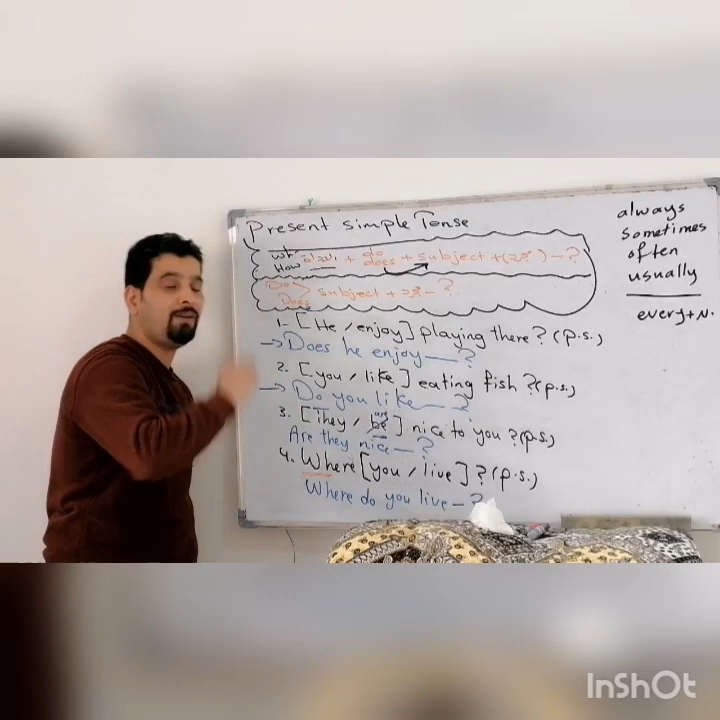 Present Simple Tense
Wh
How + do
does + subject + ( ) - ?
Do
Does subject + - ?
1- [He / enjoy] playing there? (p.s.)
→ Does he enjoy — ?
2. [you / like] eating fish? (p.s.)
→ Do you like — ?
3. [They / be are] nice to you? (p.s)
Are they nice — ?
4. Where [you / live]? (p.s.)
Where do you live - ?
always
sometimes
often
usually
every + N.
InShOt